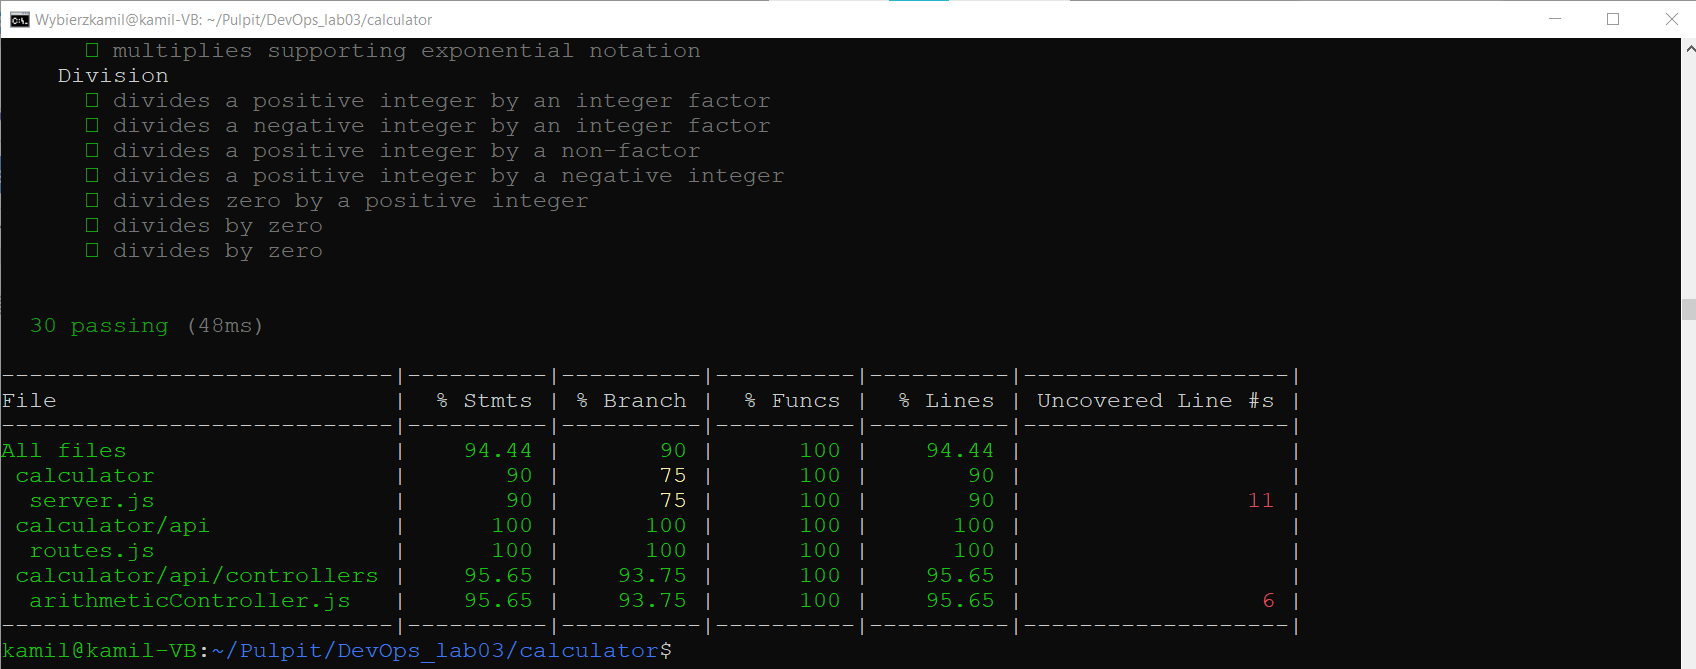 Wybierzkamil@kamil-VB: ~/Pulpit/DevOps_lab03/calculator
multiplies supporting exponential notation
Division
divides a positive integer by an integer factor
divides a negative integer by an integer factor
divides a positive integer by a non-factor
divides a positive integer by a negative integer
divides zero by a positive integer
divides by zero
divides by zero
30 passing (48ms)
----------------------------|----------|----------|----------|----------|-------------------|
File                        |  % Stmts | % Branch |  % Funcs |  % Lines | Uncovered Line #s |
----------------------------|----------|----------|----------|----------|-------------------|
All files                   |    94.44 |       90 |      100 |    94.44 |                   |
 calculator                 |       90 |       75 |      100 |       90 |                   |
  server.js                 |       90 |       75 |      100 |       90 |                11 |
 calculator/api             |      100 |      100 |      100 |      100 |                   |
  routes.js                 |      100 |      100 |      100 |      100 |                   |
 calculator/api/controllers |    95.65 |    93.75 |      100 |    95.65 |                   |
  arithmeticController.js   |    95.65 |    93.75 |      100 |    95.65 |                 6 |
----------------------------|----------|----------|----------|----------|-------------------|
kamil@kamil-VB:~/Pulpit/DevOps_lab03/calculator$